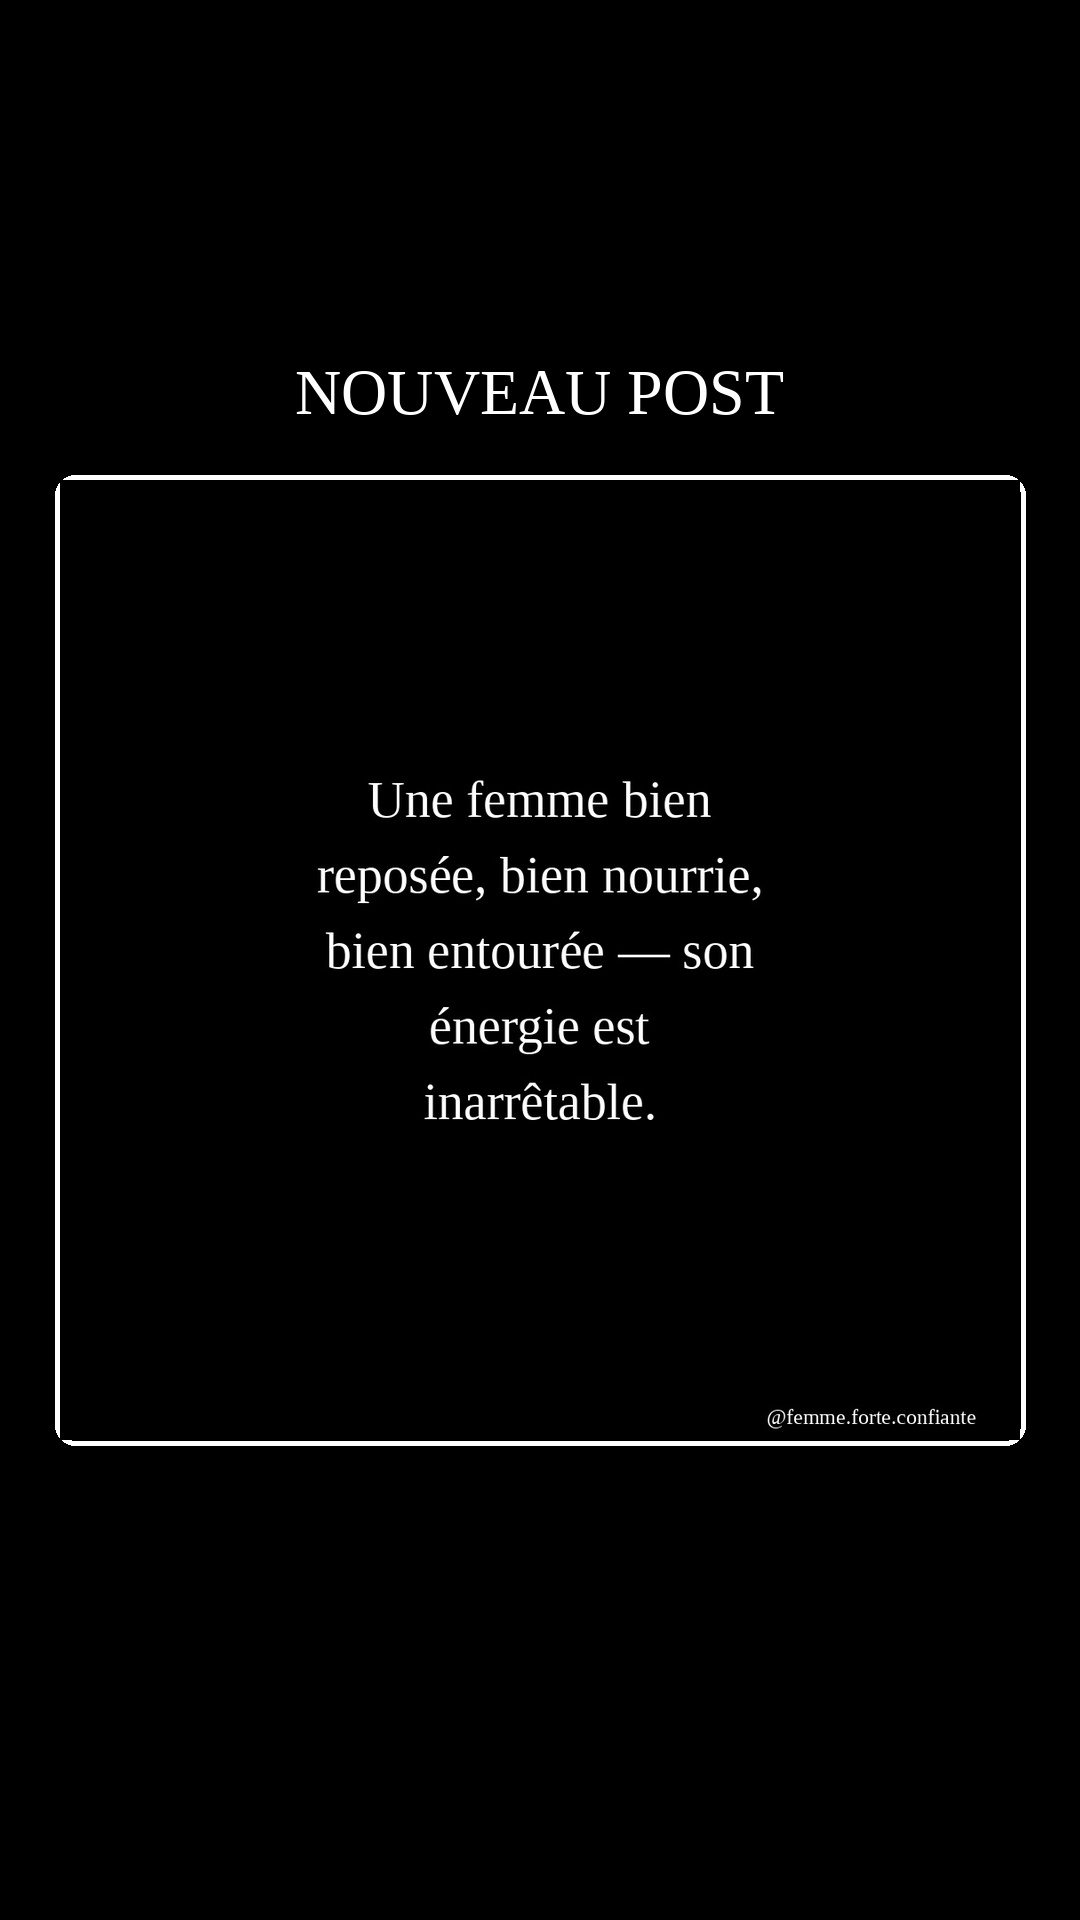 NOUVEAU POST
Une femme bien
reposée, bien nourrie,
bien entourée — son
énergie est
inarrêtable.
@femme.forte.confiante